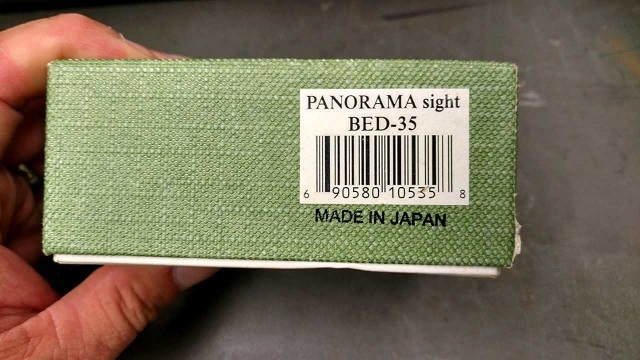 PANORAMA sight
BED-35
6 90580 10535 8
MADE IN JAPAN